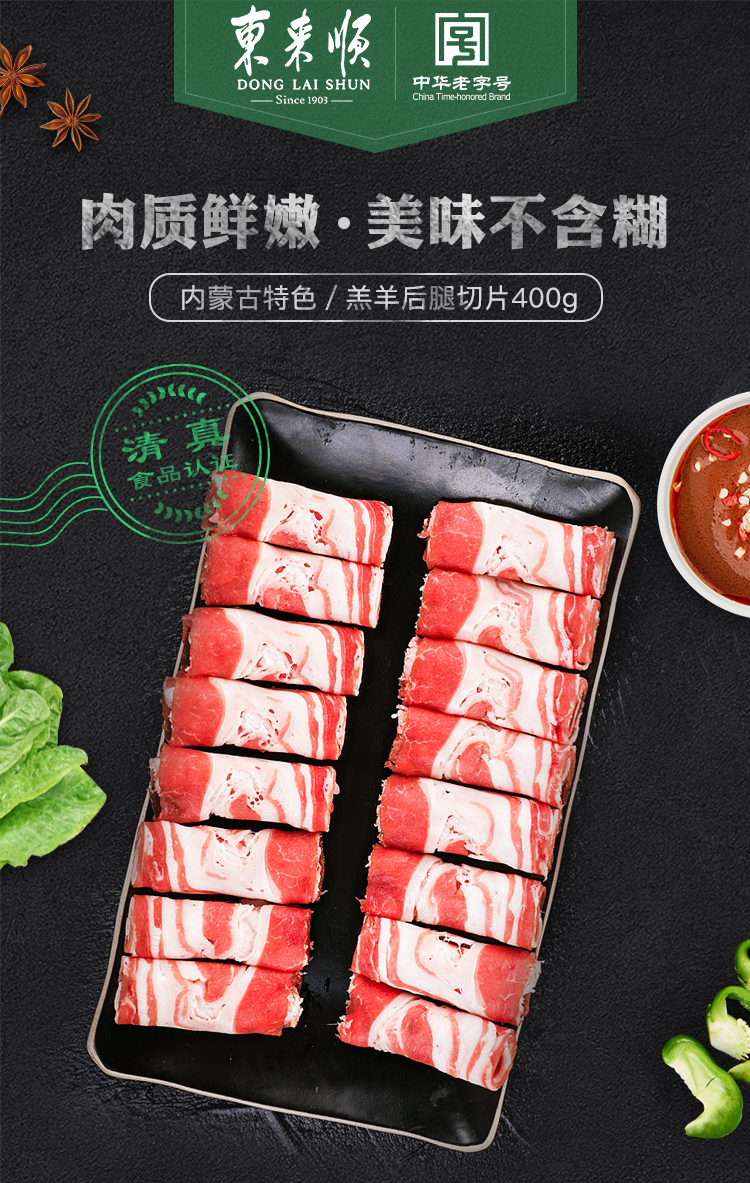 東来順
DONG LAI SHUN
Since 1903
中华老字号
China Time-honored Brand
肉质鲜嫩·美味不含糊
内蒙古特色 / 羔羊后腿切片400g
清真
食品认证